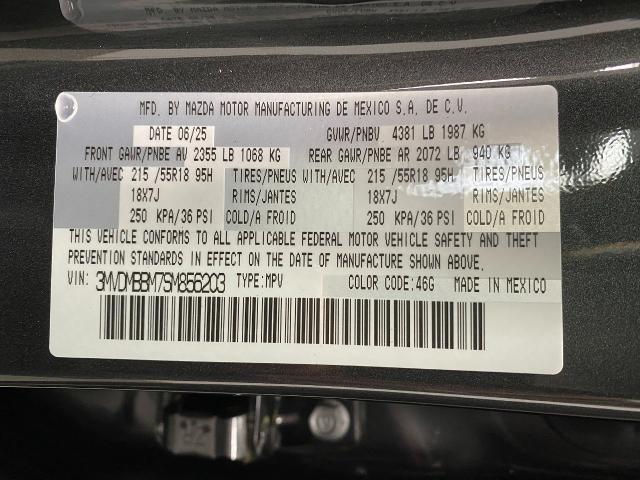 MFD. BY MAZDA MOTOR MANUFACTURING DE MEXICO S.A. DE C.V.
DATE 06/25 GVWR/PNBV 4381 LB 1987 KG
FRONT GAWR/PNBE AV 2355 LB 1068 KG REAR GAWR/PNBE AR 2072 LB 940 KG
WITH/AVEC 215 /55R18 95H TIRES/PNEUS WITH/AVEC 215 /55R18 95H TIRES/PNEUS
18X7J RIMS/JANTES 18X7J RIMS/JANTES
250 KPA/36 PSI COLD/A FROID 250 KPA/36 PSI COLD/A FROID
THIS VEHICLE CONFORMS TO ALL APPLICABLE FEDERAL MOTOR VEHICLE SAFETY AND THEFT
PREVENTION STANDARDS IN EFFECT ON THE DATE OF MANUFACTURE SHOWN ABOVE.
VIN: 3MVDMBBM7SM856203 TYPE:MPV COLOR CODE:46G MADE IN MEXICO